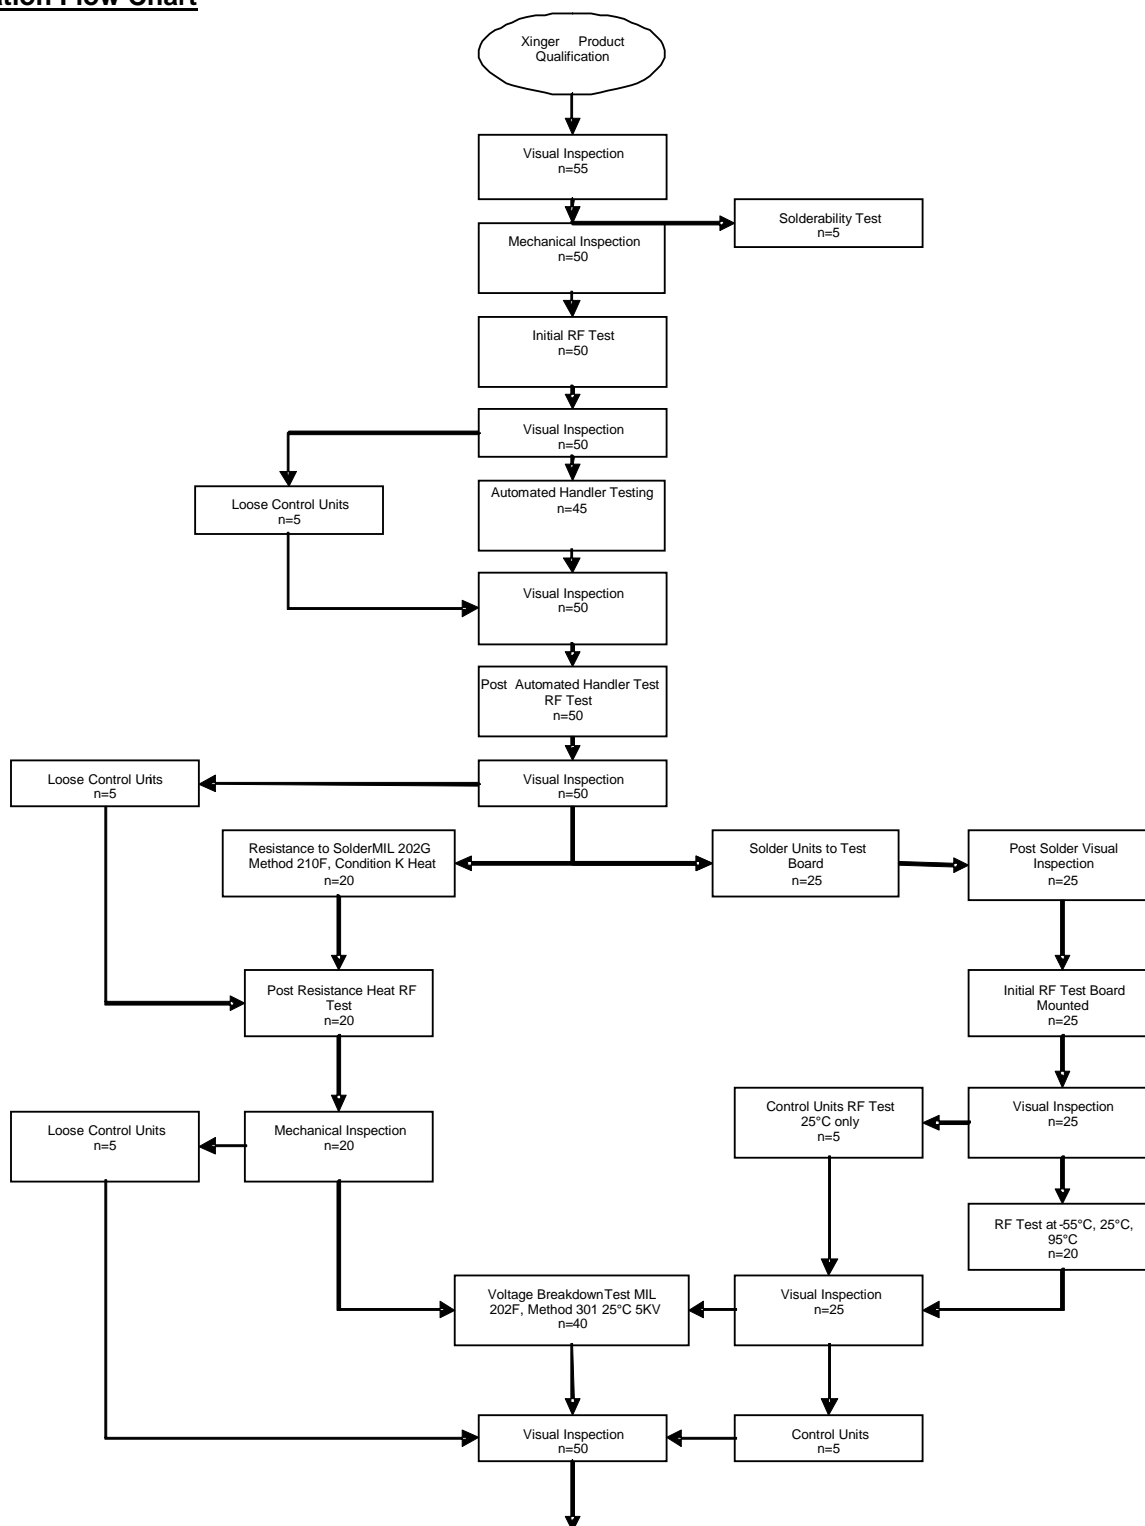 ation Flow Chart
Xinger Product
Qualification
Visual Inspection
n=55
Solderability Test
n=5
Mechanical Inspection
n=50
Initial RF Test
n=50
Visual Inspection
n=50
Automated Handler Testing
n=45
Loose Control Units
n=5
Visual Inspection
n=50
Post Automated Handler Test
RF Test
n=50
Loose Control Units
n=5
Visual Inspection
n=50
Resistance to SolderMIL 202G
Method 210F, Condition K Heat
n=20
Solder Units to Test
Board
n=25
Post Solder Visual
Inspection
n=25
Post Resistance Heat RF
Test
n=20
Initial RF Test Board
Mounted
n=25
Loose Control Units
n=5
Mechanical Inspection
n=20
Control Units RF Test
25°C only
n=5
Visual Inspection
n=25
RF Test at -55°C, 25°C,
95°C
n=20
Voltage BreakdownTest MIL
202F, Method 301 25°C 5KV
n=40
Visual Inspection
n=25
Visual Inspection
n=50
Control Units
n=5